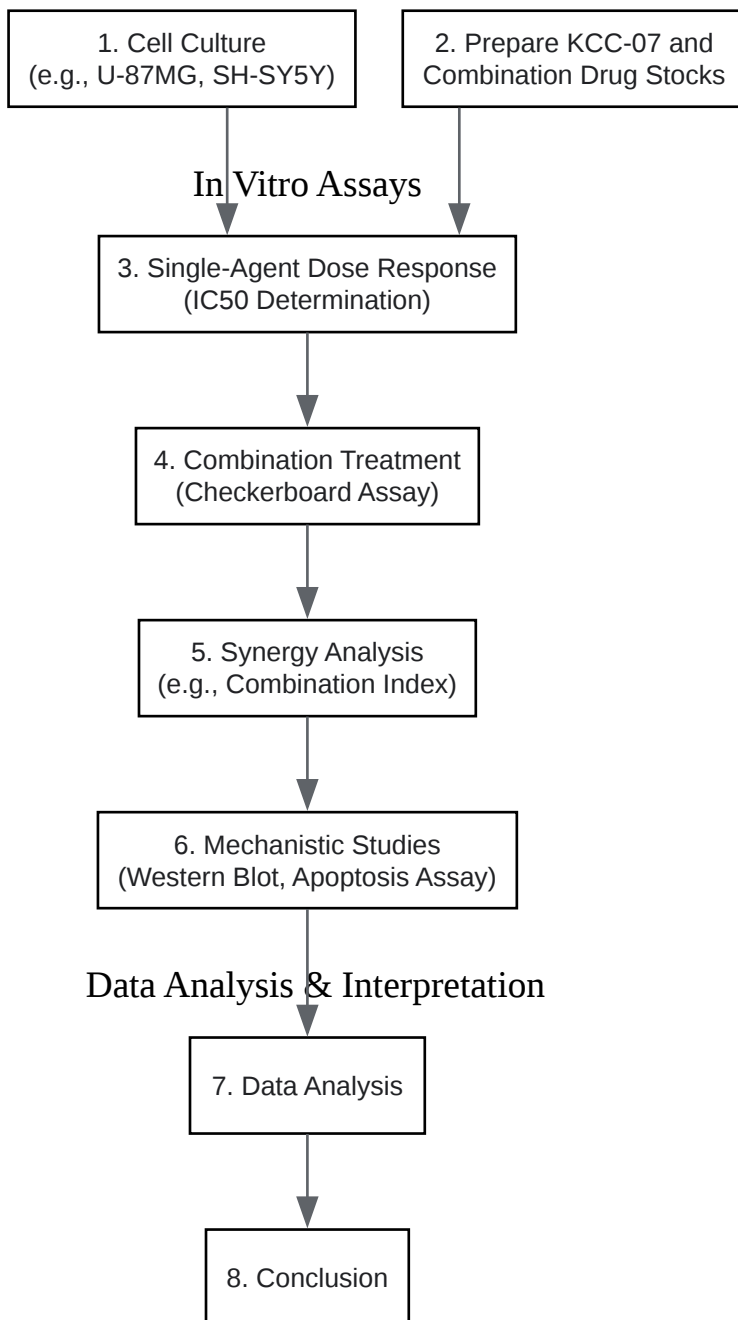 1. Cell Culture
(e.g., U-87MG, SH-SY5Y)
2. Prepare KCC-07 and
Combination Drug Stocks
In Vitro Assays
3. Single-Agent Dose Response
(IC50 Determination)
4. Combination Treatment
(Checkerboard Assay)
5. Synergy Analysis
(e.g., Combination Index)
6. Mechanistic Studies
(Western Blot, Apoptosis Assay)
Data Analysis & Interpretation
7. Data Analysis
8. Conclusion